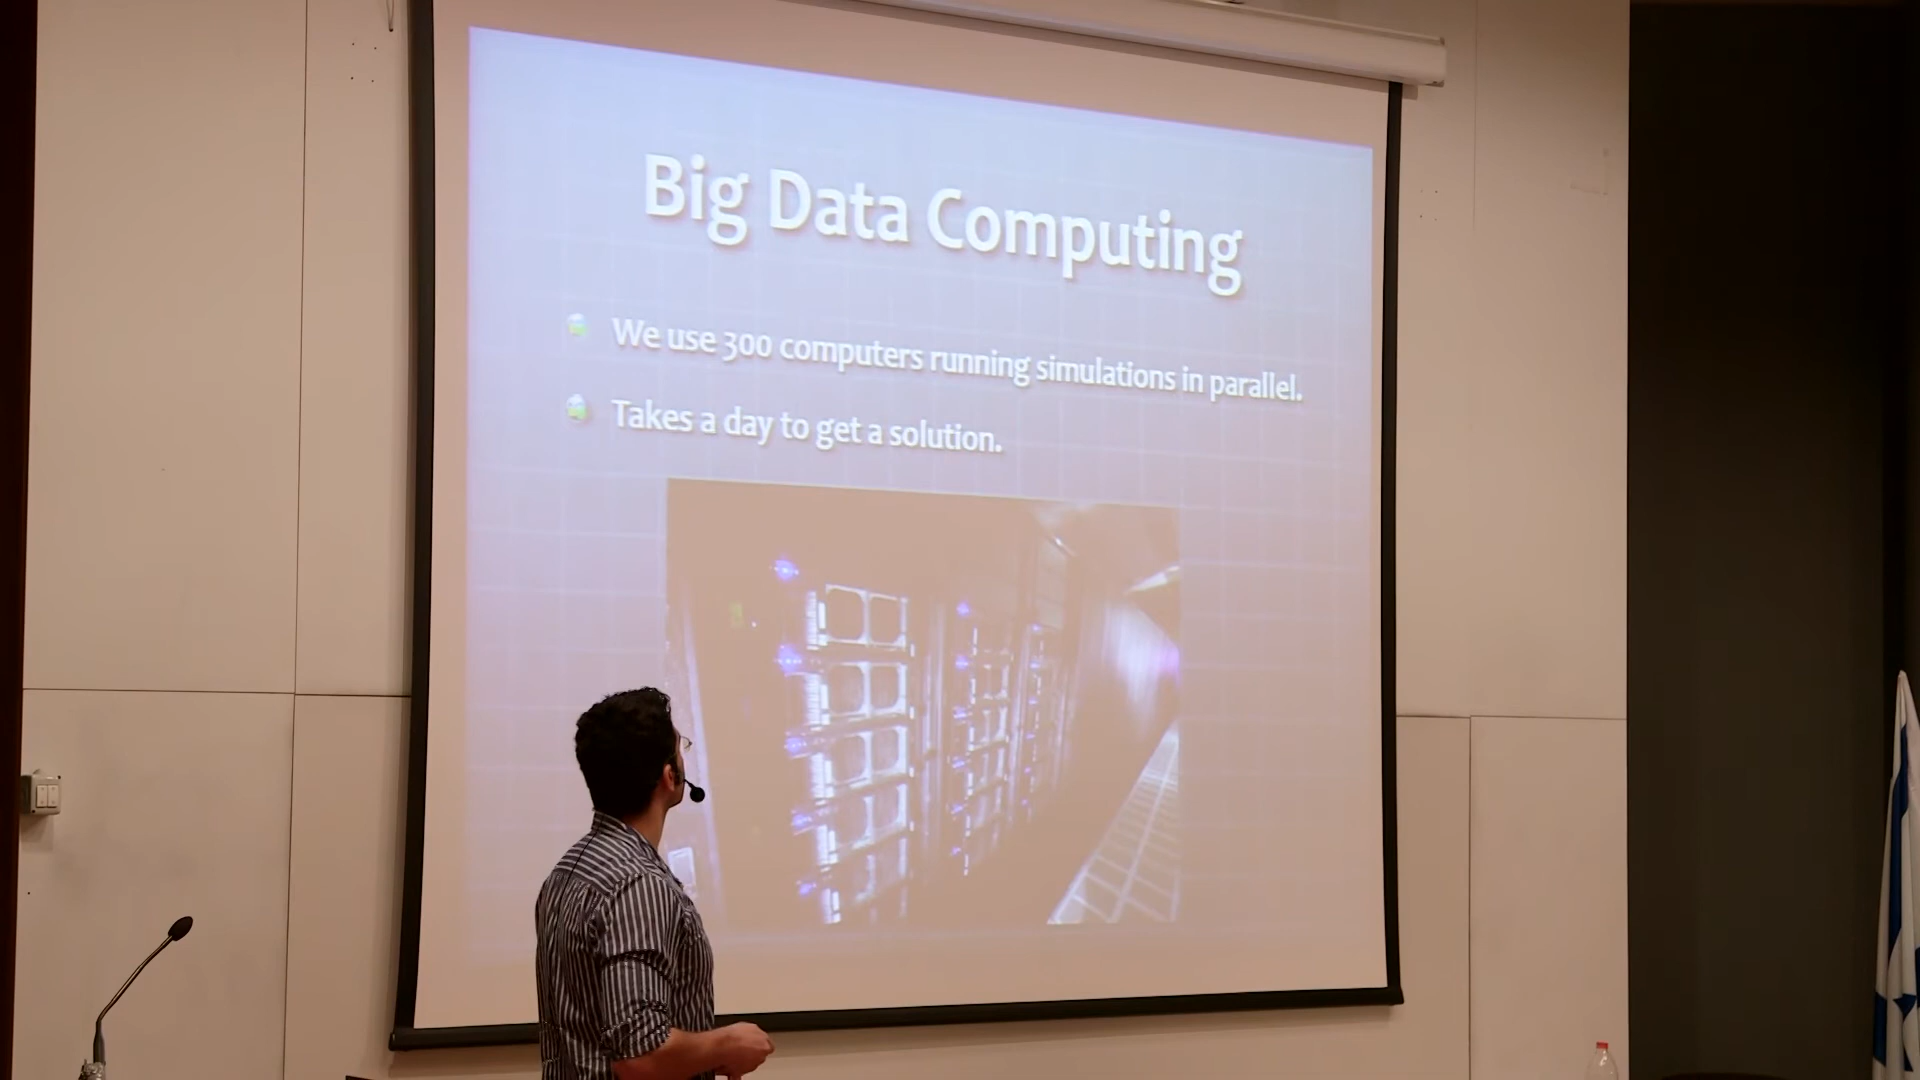 Big Data Computing
We use 300 computers running simulations in parallel.
Takes a day to get a solution.